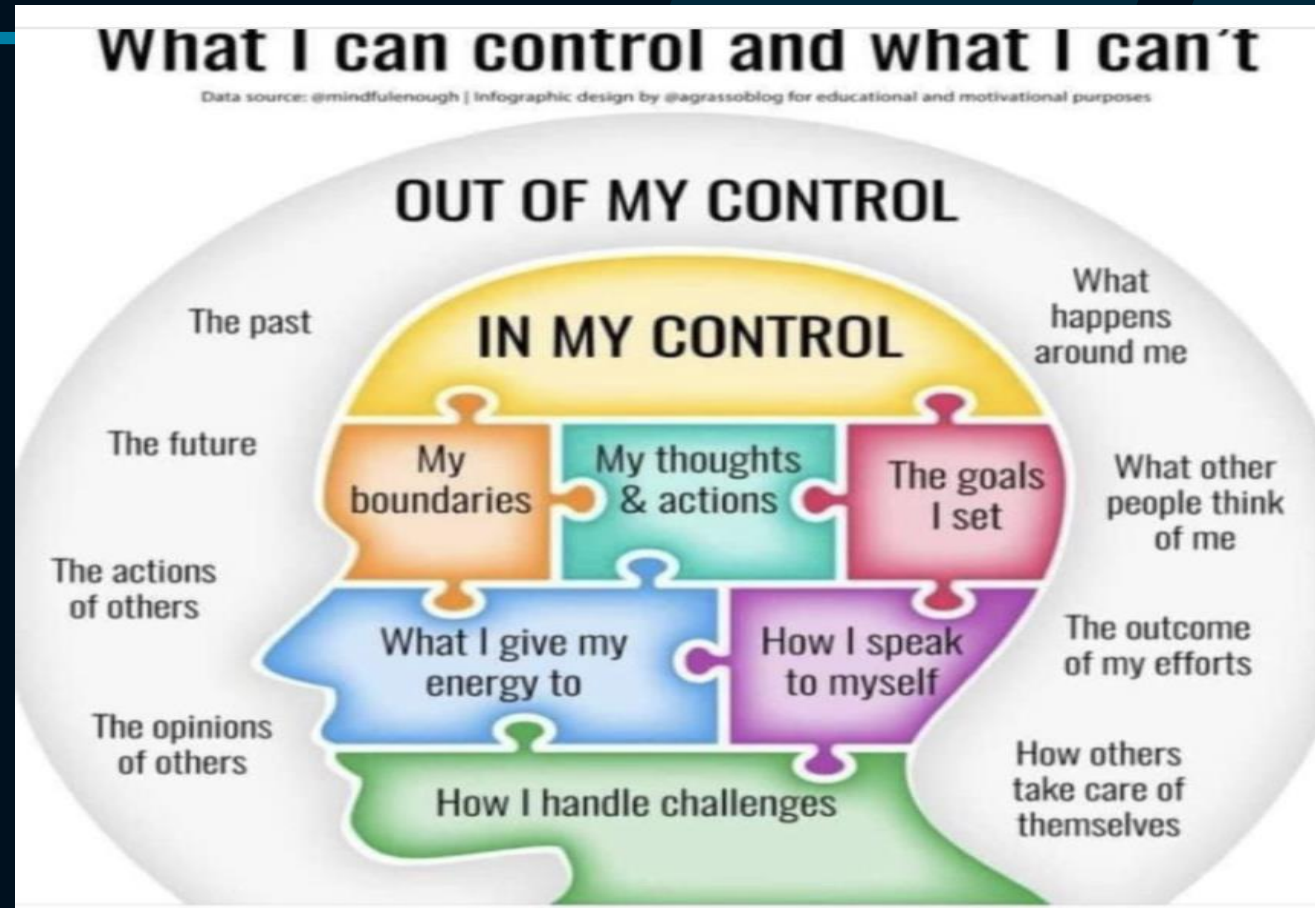 What I can control and what I can't
Data source: @mindfulenough | Infographic design by @agrassoblog for educational and motivational purposes
OUT OF MY CONTROL
IN MY CONTROL
The past
The future
The actions
of others
The opinions
of others
My
boundaries
My thoughts
& actions
The goals
I set
What I give my
energy to
How I speak
to myself
How I handle challenges
What
happens
around me
What other
people think
of me
The outcome
of my efforts
How others
take care of
themselves